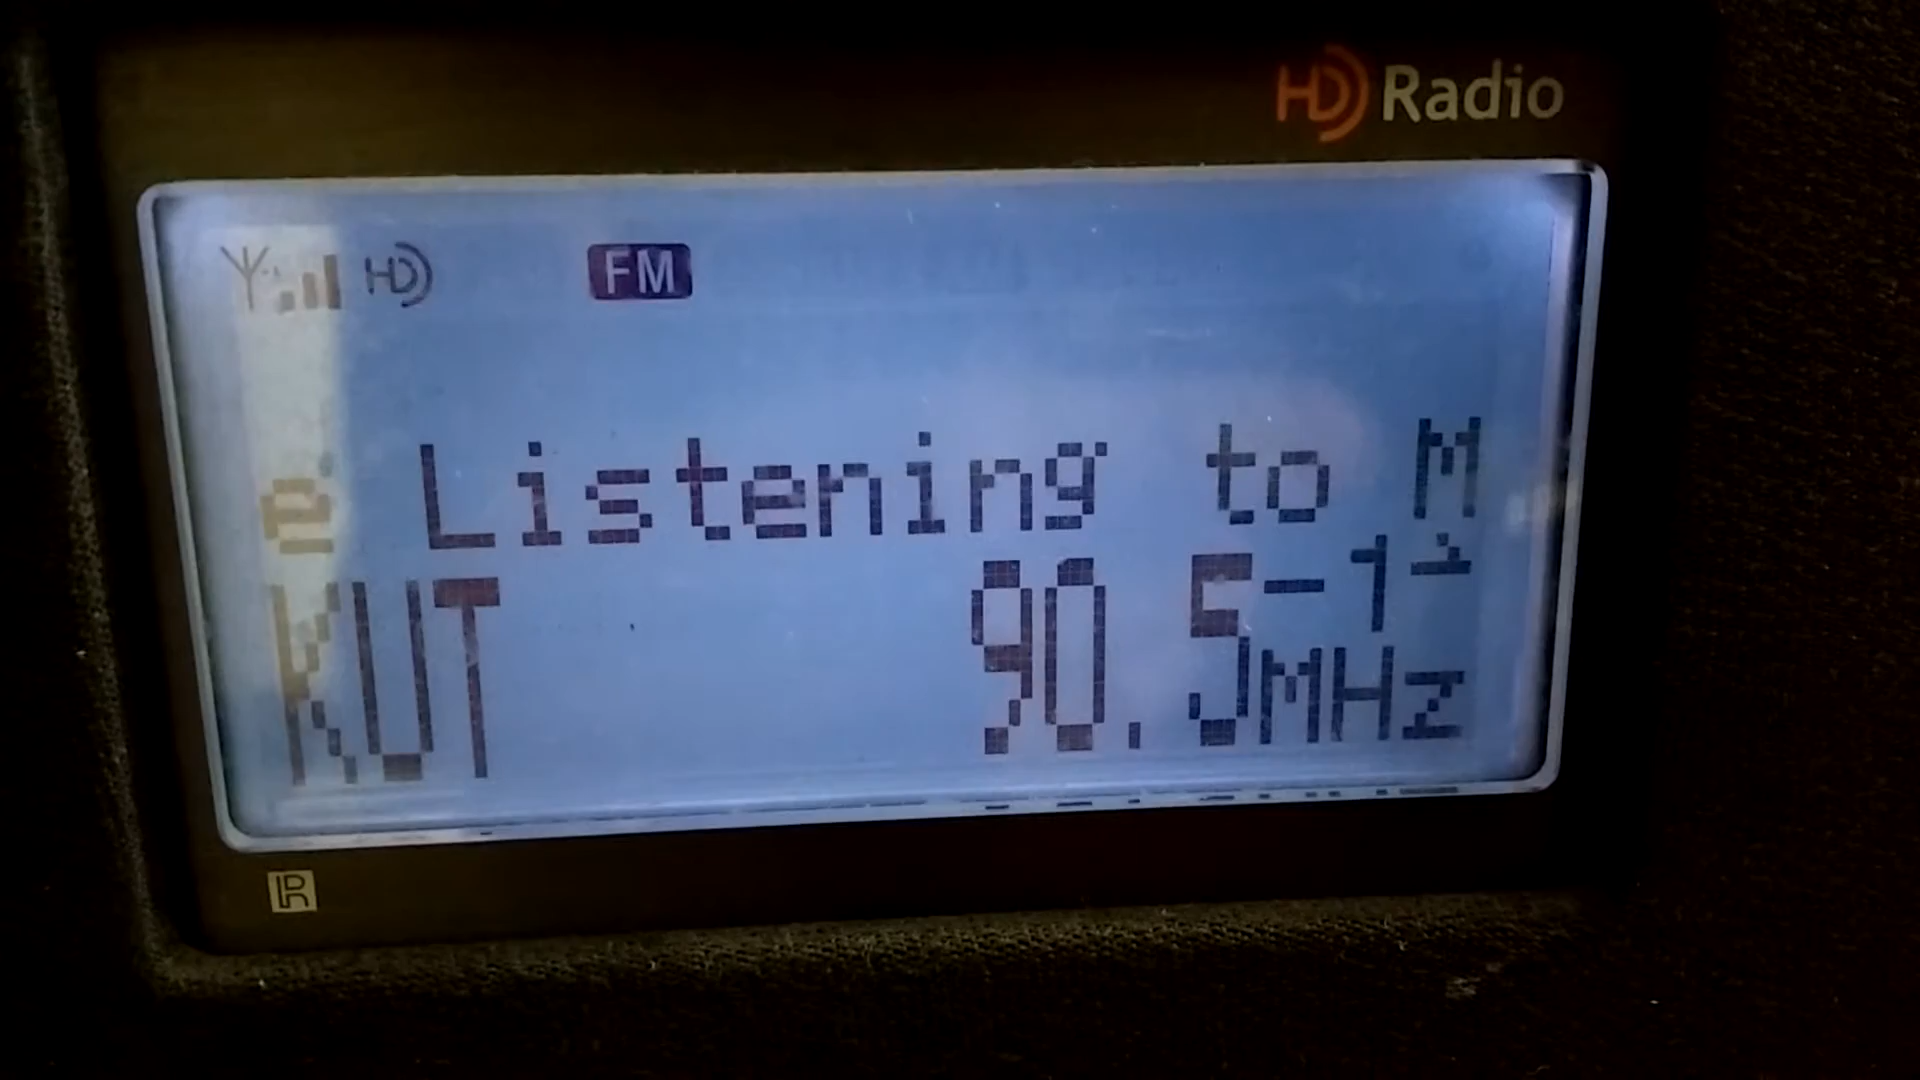 HD Radio
HD FM
e Listening to M
KUT 90.5-1
MHz
R